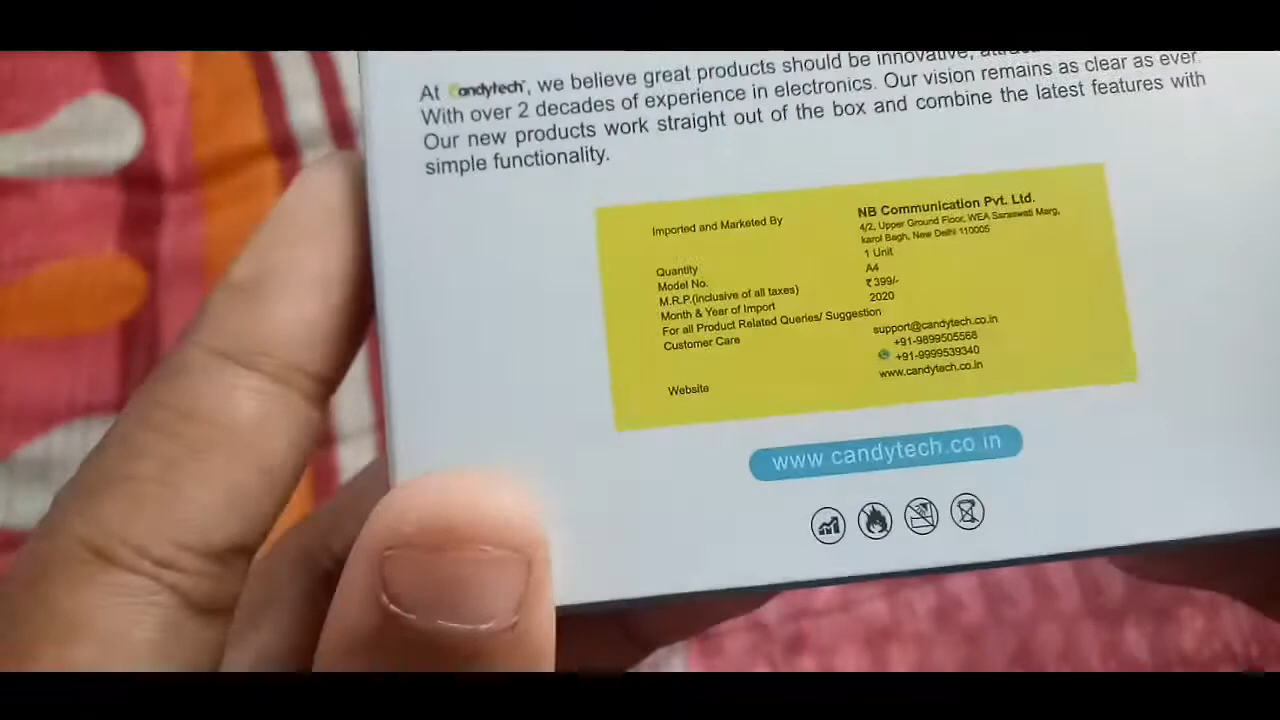 At Candytech, we believe great products should be innovative,
With over 2 decades of experience in electronics. Our vision remains as clear as ever.
Our new products work straight out of the box and combine the latest features with
simple functionality.
Imported and Marketed By NB Communication Pvt. Ltd.
4/2, Upper Ground Floor, WEA Saraswati Marg,
karol Bagh, New Delhi 110005
Quantity 1 Unit
Model No. A4
M.R.P.(inclusive of all taxes) ₹ 399/-
Month & Year of Import 2020
For all Product Related Queries/ Suggestion
Customer Care support@candytech.co.in
+91-9899505568
+91-9999539340
Website www.candytech.co.in
www candytech.co in